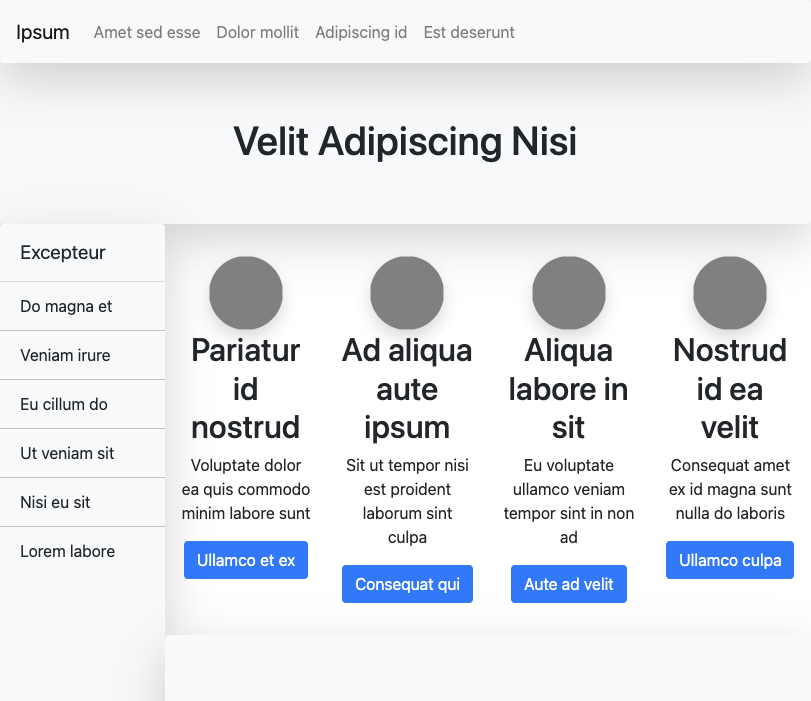 Ipsum Amet sed esse Dolor mollit Adipiscing id Est deserunt
Velit Adipiscing Nisi
Excepteur
Do magna et
Veniam irure
Eu cillum do
Ut veniam sit
Nisi eu sit
Lorem labore
Pariatur
id
nostrud
Voluptate dolor
ea quis commodo
minim labore sunt
Ullamco et ex
Ad aliqua
aute
ipsum
Sit ut tempor nisi
est proident
laborum sint
culpa
Consequat qui
Aliqua
labore in
sit
Eu voluptate
ullamco veniam
tempor sint in non
ad
Aute ad velit
Nostrud
id ea
velit
Consequat amet
ex id magna sunt
nulla do laboris
Ullamco culpa